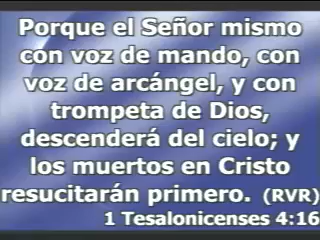 Porque el Señor mismo
con voz de mando, con
voz de arcángel, y con
trompeta de Dios,
descenderá del cielo; y
los muertos en Cristo
resucitarán primero. (RVR)
1 Tesalonicenses 4:16